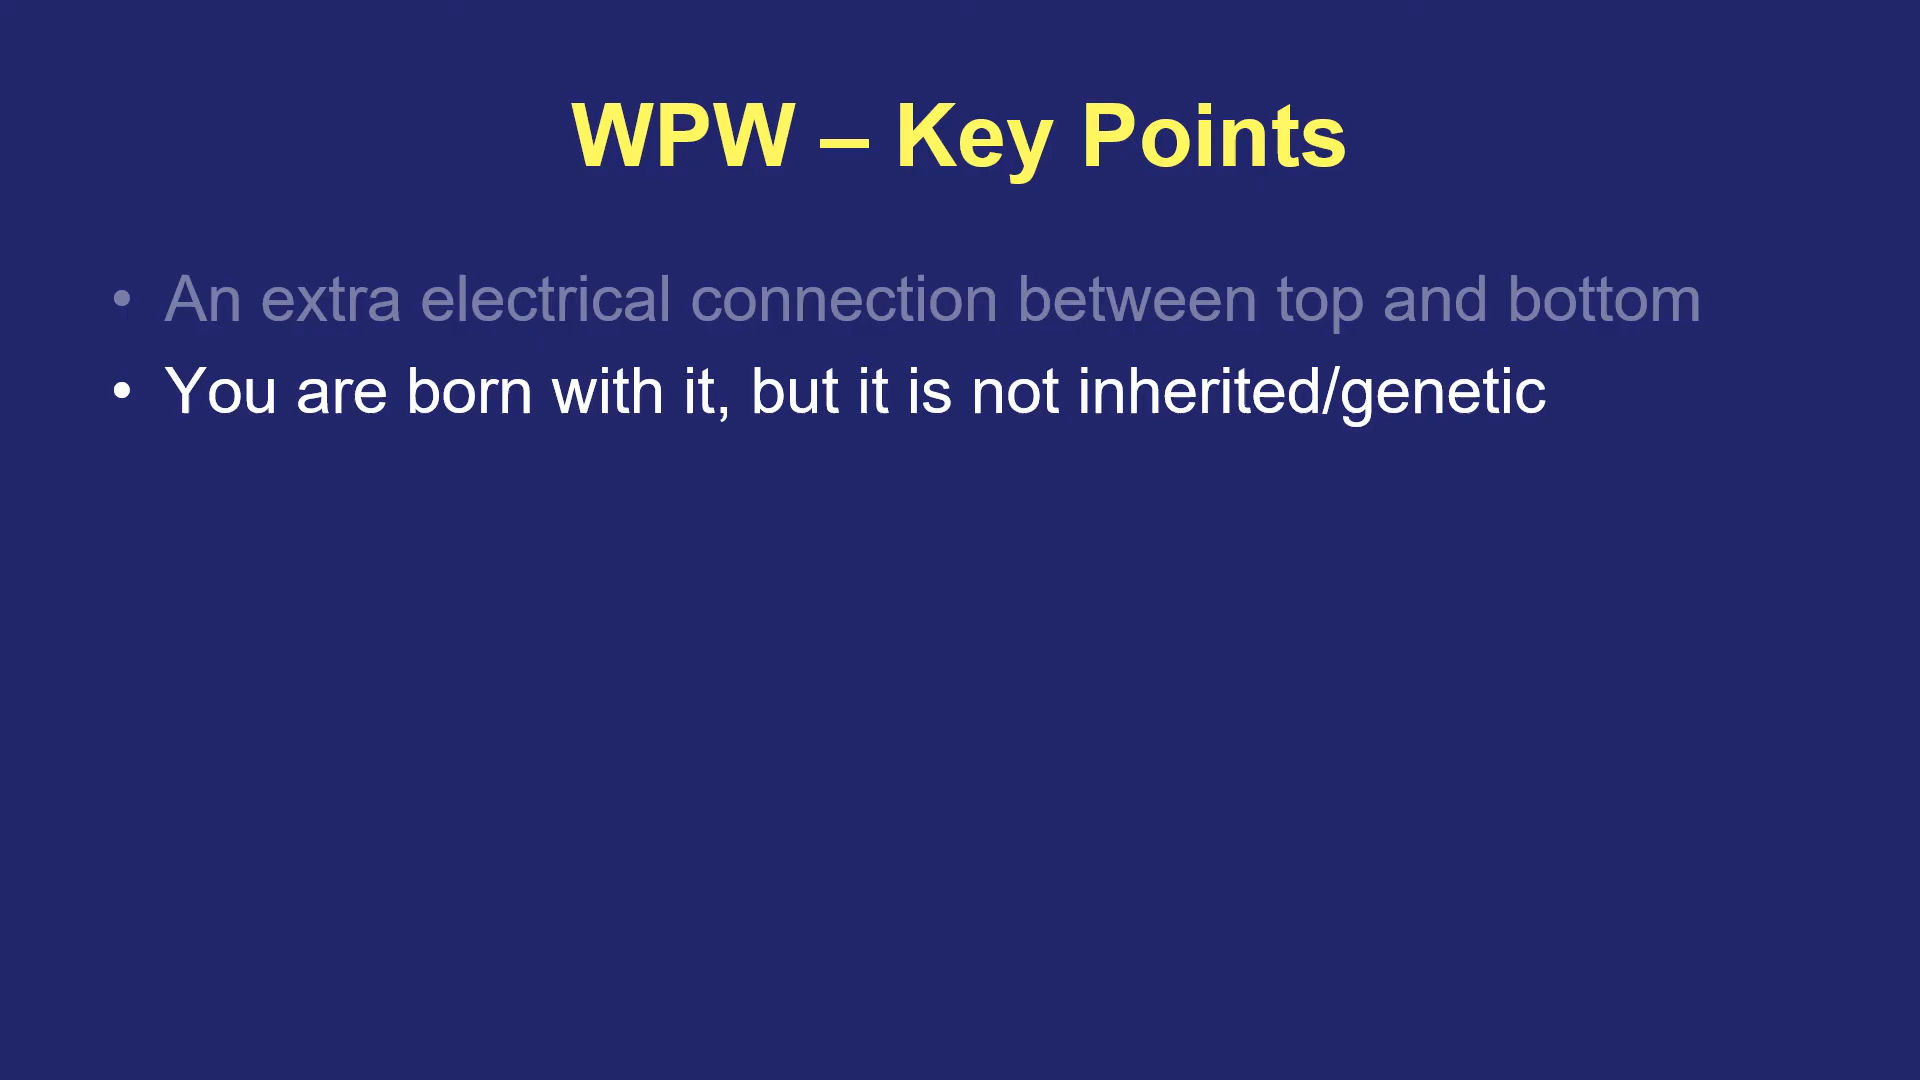 WPW – Key Points
• An extra electrical connection between top and bottom
• You are born with it, but it is not inherited/genetic